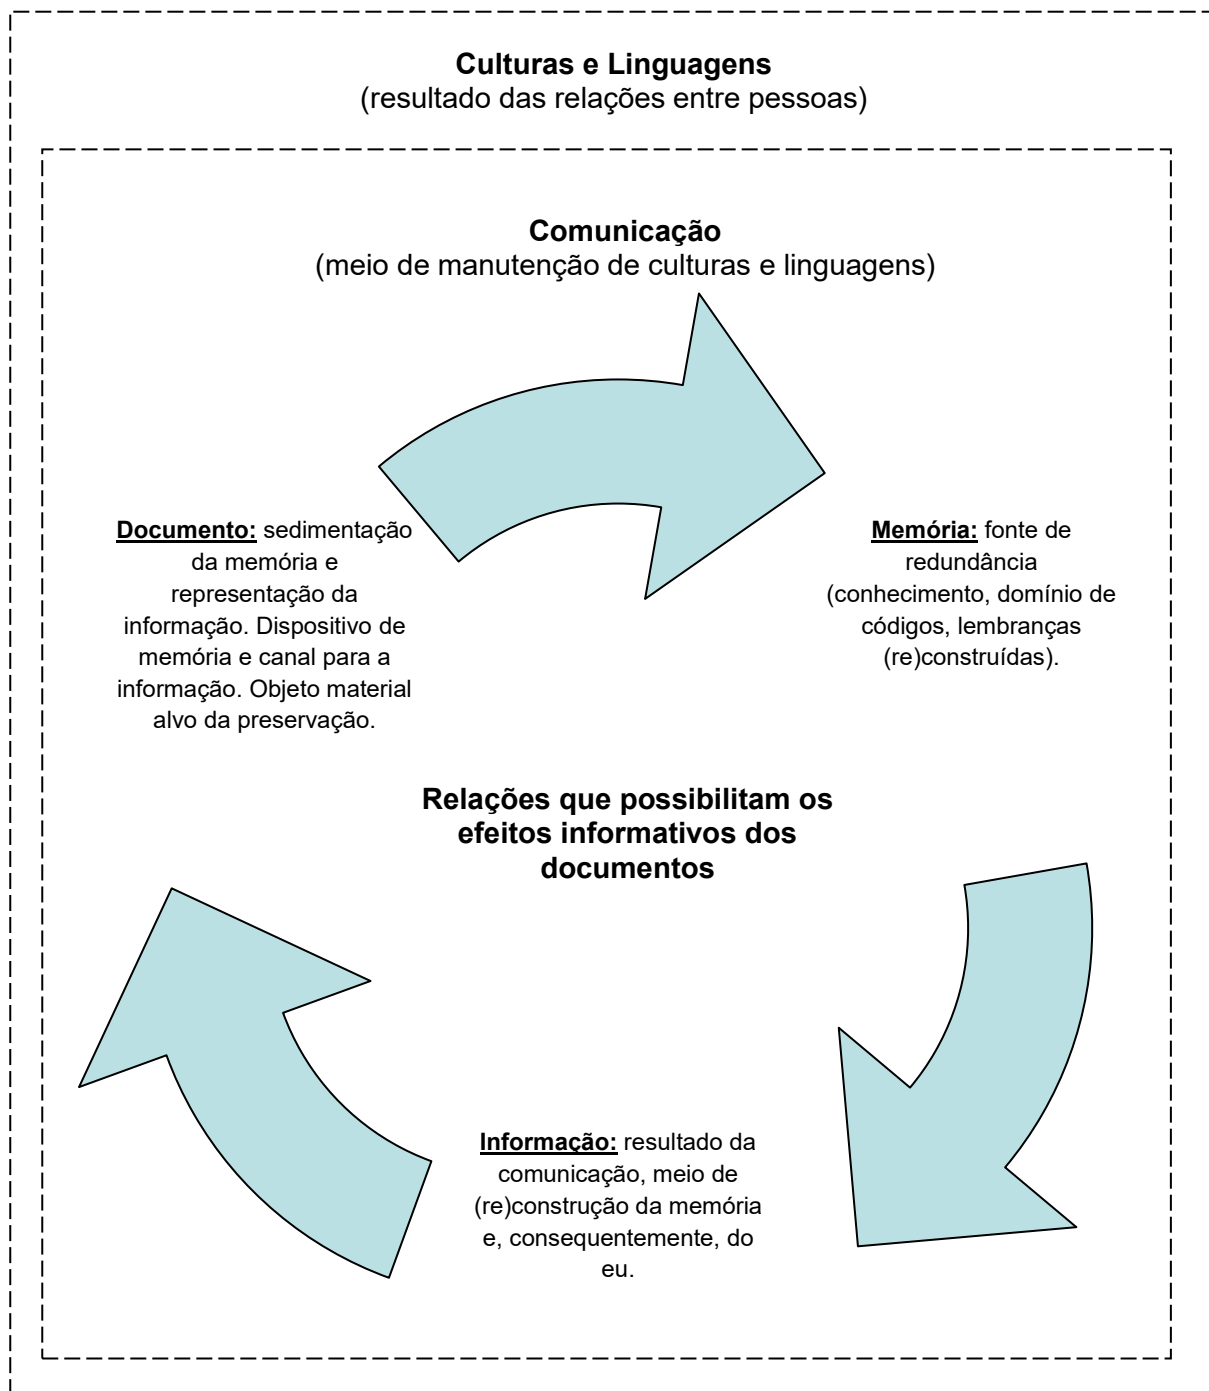 Culturas e Linguagens
(resultado das relações entre pessoas)
Comunicação
(meio de manutenção de culturas e linguagens)
Documento: sedimentação
da memória e
representação da
informação. Dispositivo de
memória e canal para a
informação. Objeto material
alvo da preservação.
Memória: fonte de
redundância
(conhecimento, domínio de
códigos, lembranças
(re)construídas).
Relações que possibilitam os
efeitos informativos dos
documentos
Informação: resultado da
comunicação, meio de
(re)construção da memória
e, consequentemente, do
eu.